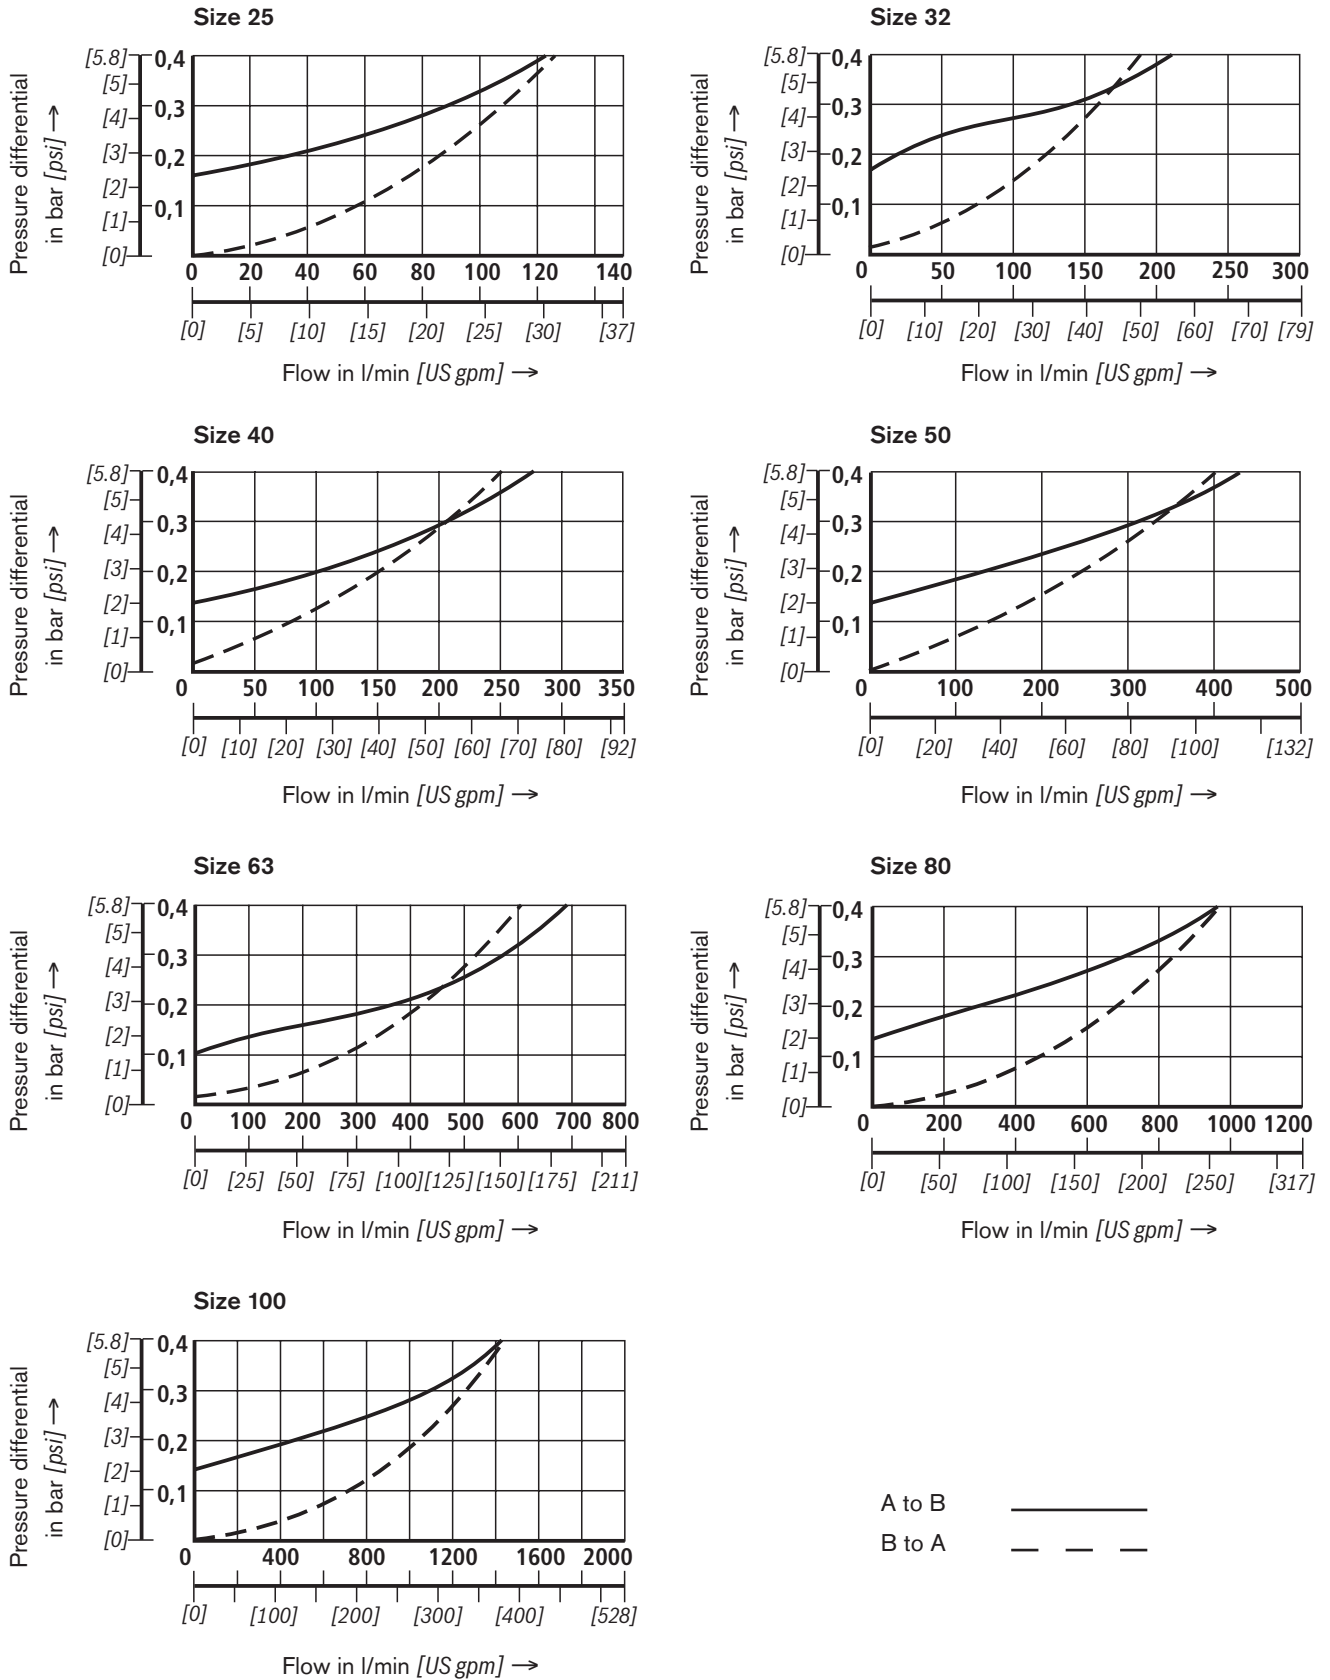 Size 25
Pressure differential
in bar [psi]
[5.8] 0,4
[5]
[4] 0,3
[3] 0,2
[2]
[1] 0,1
[0]
0 20 40 60 80 100 120 140
[0] [5] [10] [15] [20] [25] [30] [37]
Flow in l/min [US gpm]
Size 32
Pressure differential
in bar [psi]
[5.8] 0,4
[5]
[4] 0,3
[3] 0,2
[2]
[1] 0,1
[0]
0 50 100 150 200 250 300
[0] [10] [20] [30] [40] [50] [60] [70] [79]
Flow in l/min [US gpm]
Size 40
Pressure differential
in bar [psi]
[5.8] 0,4
[5]
[4] 0,3
[3] 0,2
[2]
[1] 0,1
[0]
0 50 100 150 200 250 300 350
[0] [10] [20] [30] [40] [50] [60] [70] [80] [92]
Flow in l/min [US gpm]
Size 50
Pressure differential
in bar [psi]
[5.8] 0,4
[5]
[4] 0,3
[3] 0,2
[2]
[1] 0,1
[0]
0 100 200 300 400 500
[0] [20] [40] [60] [80] [100] [132]
Flow in l/min [US gpm]
Size 63
Pressure differential
in bar [psi]
[5.8] 0,4
[5]
[4] 0,3
[3] 0,2
[2]
[1] 0,1
[0]
0 100 200 300 400 500 600 700 800
[0] [25] [50] [75] [100] [125] [150] [175] [211]
Flow in l/min [US gpm]
Size 80
Pressure differential
in bar [psi]
[5.8] 0,4
[5]
[4] 0,3
[3] 0,2
[2]
[1] 0,1
[0]
0 200 400 600 800 1000 1200
[0] [50] [100] [150] [200] [250] [317]
Flow in l/min [US gpm]
Size 100
Pressure differential
in bar [psi]
[5.8] 0,4
[5]
[4] 0,3
[3] 0,2
[2]
[1] 0,1
[0]
0 400 800 1200 1600 2000
[0] [100] [200] [300] [400] [528]
Flow in l/min [US gpm]
A to B
B to A